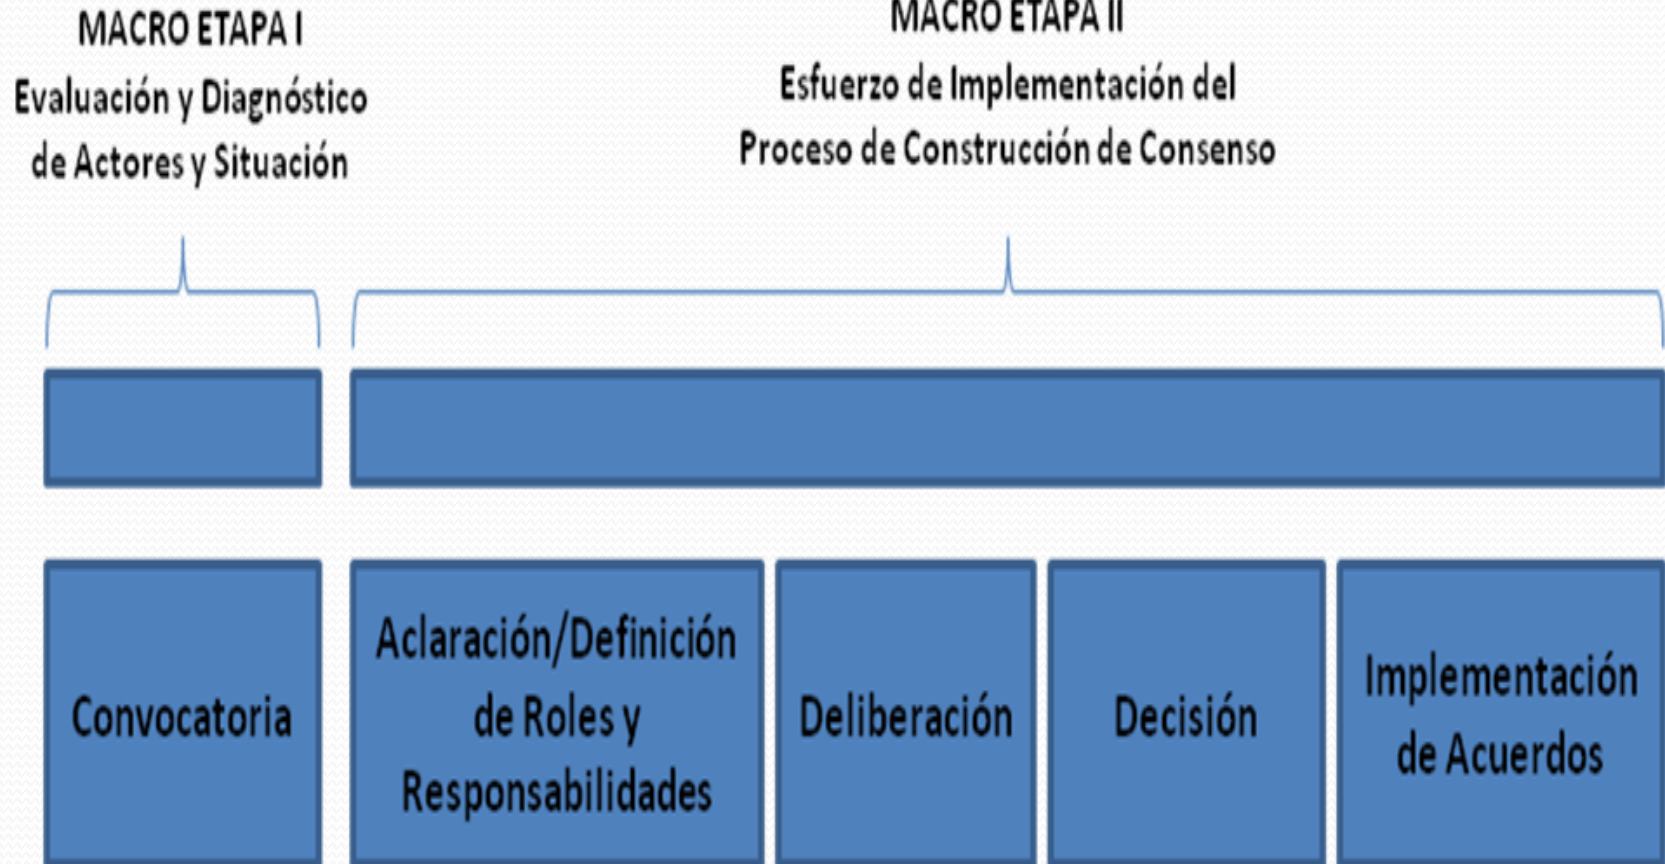 MACRO ETAPA I
Evaluación y Diagnóstico
de Actores y Situación
MACRO ETAPA II
Esfuerzo de Implementación del
Proceso de Construcción de Consenso
Convocatoria
Aclaración/Definición
de Roles y
Responsabilidades
Deliberación
Decisión
Implementación
de Acuerdos